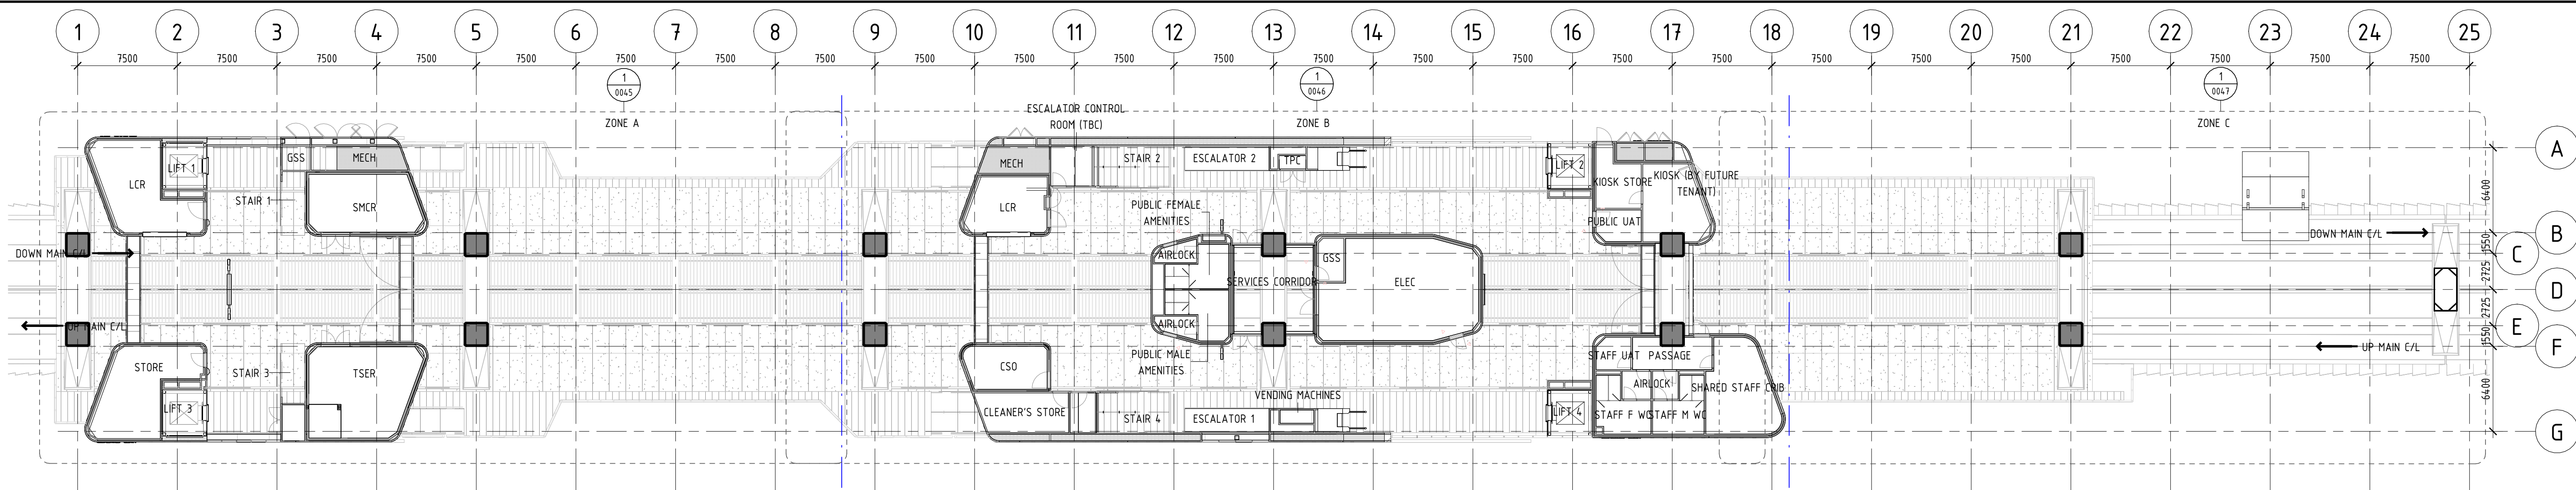 1 2 3 4 5 6 7 8 9 10 11 12 13 14 15 16 17 18 19 20 21 22 23 24 25
7500 7500 7500 7500 7500 7500 7500 7500 7500 7500 7500 7500 7500 7500 7500 7500 7500 7500 7500 7500 7500 7500 7500 7500
1
0045
1
0046
1
0047
ZONE A
ESCALATOR CONTROL
ROOM (TBC)
ZONE B
ZONE C
A
GSS
MECH
LIFT 1
LCR
STAIR 1
SMCR
MECH
LCR
STAIR 2
ESCALATOR 2
TPC
LIFT 2
KIOSK STORE
KIOSK (BY FUTURE
TENANT)
PUBLIC UAT
6400
PUBLIC FEMALE
AMENITIES
B
DOWN MAIN C/L
DOWN MAIN C/L
1550
C
AIRLOCK
GSS
SERVICES CORRIDOR
ELEC
2725
D
2725
AIRLOCK
UP MAIN C/L
E
1550
UP MAIN C/L
F
PUBLIC MALE
AMENITIES
STORE
STAIR 3
TSER
LIFT 3
CSO
CLEANER'S STORE
STAIR 4
ESCALATOR 1
VENDING MACHINES
LIFT 4
STAFF UAT
PASSAGE
AIRLOCK
SHARED STAFF CRIB
STAFF F WC
STAFF M WC
6400
G